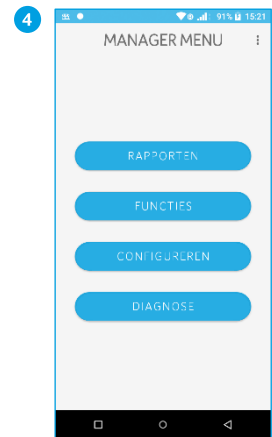 4
91% 15:21
MANAGER MENU
RAPPORTEN
FUNCTIES
CONFIGUREREN
DIAGNOSE